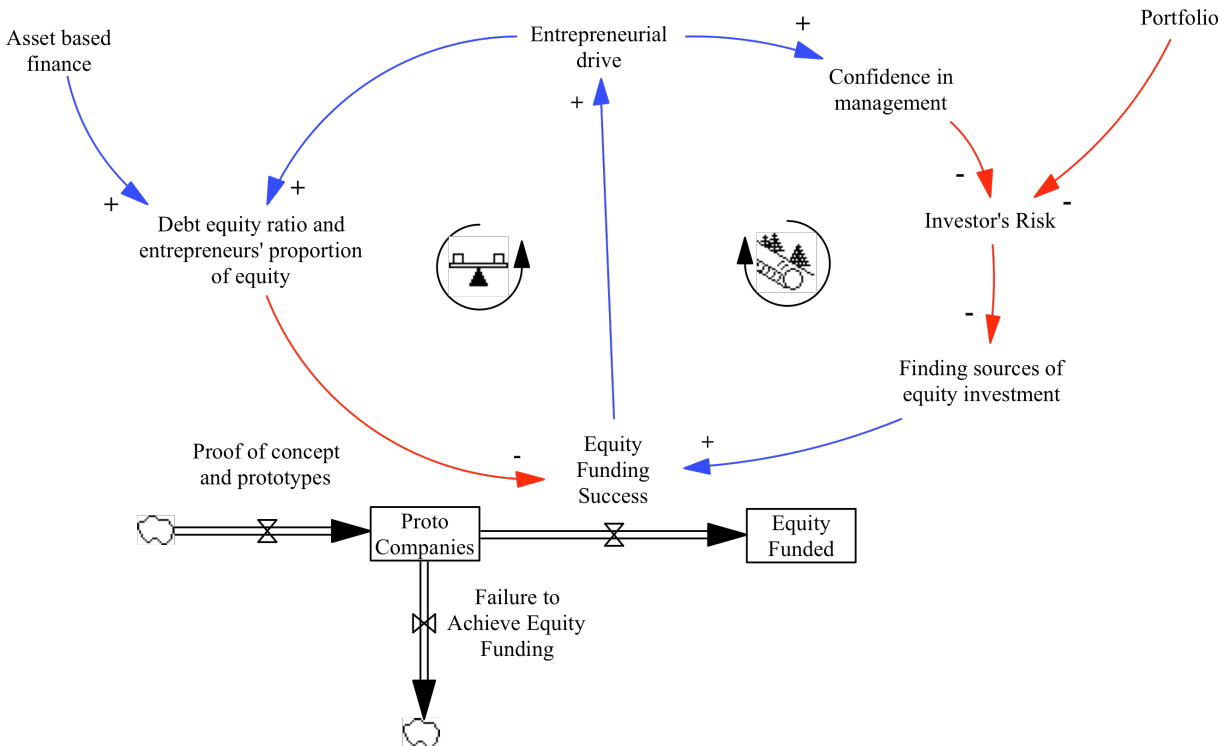 Asset based
finance
Entrepreneurial
drive
Portfolio
+
+
Confidence in
management
+
+
-
-
Debt equity ratio and
entrepreneurs' proportion
of equity
Investor's Risk
-
Finding sources of
equity investment
Proof of concept
and prototypes
-
Equity
Funding
Success
+
Proto
Companies
Equity
Funded
Failure to
Achieve Equity
Funding